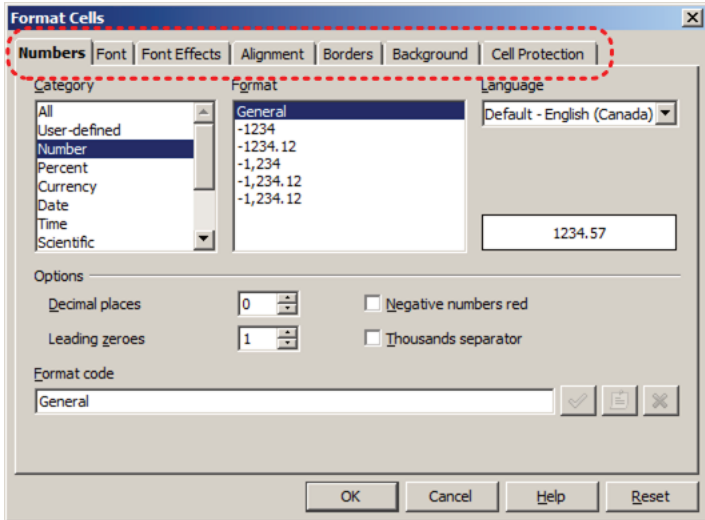 Format Cells
Numbers Font Font Effects Alignment Borders Background Cell Protection
Category Format Language
All General Default - English (Canada)
User-defined -1234
Number -1234.12
Percent -1,234
Currency -1,234.12
Date -1,234.12
Time
Scientific 1234.57
Options
Decimal places 0 Negative numbers red
Leading zeroes 1 Thousands separator
Format code
General
OK Cancel Help Reset